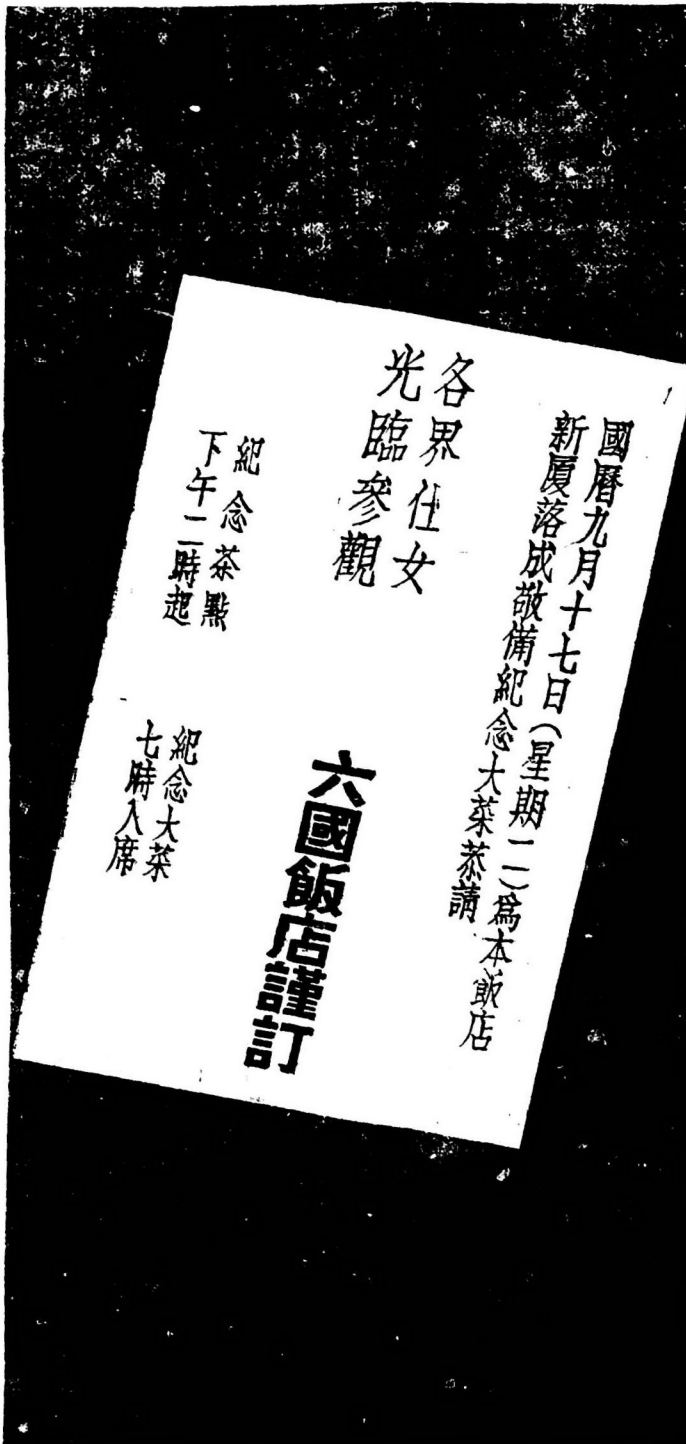 國曆九月十七日(星期二)爲本飯店
新廈落成敬備紀念大菜恭請
各界仕女
光臨參觀
六國飯店謹訂
紀念茶點
下午二時起
紀念大菜
七時入席